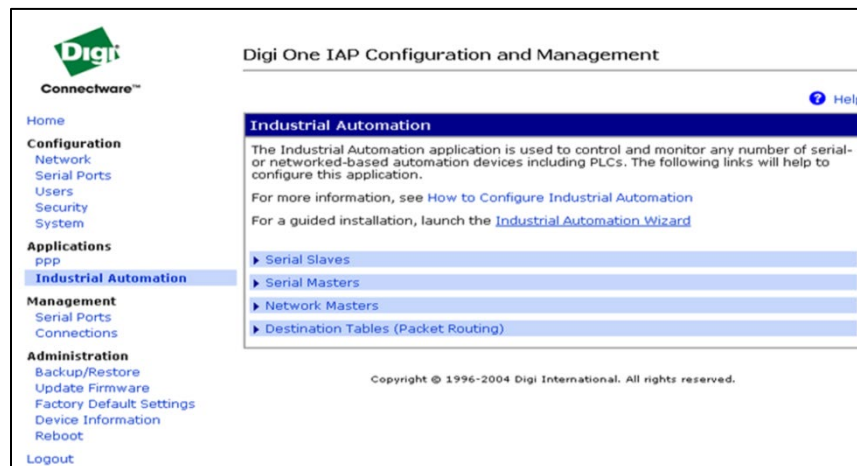 Digi
Connectware™
Digi One IAP Configuration and Management
Help
Home
Configuration
Network
Serial Ports
Users
Security
System
Applications
PPP
Industrial Automation
Management
Serial Ports
Connections
Administration
Backup/Restore
Update Firmware
Factory Default Settings
Device Information
Reboot
Logout
Industrial Automation
The Industrial Automation application is used to control and monitor any number of serial-
or networked-based automation devices including PLCs. The following links will help to
configure this application.
For more information, see How to Configure Industrial Automation
For a guided installation, launch the Industrial Automation Wizard
Serial Slaves
Serial Masters
Network Masters
Destination Tables (Packet Routing)
Copyright © 1996-2004 Digi International. All rights reserved.